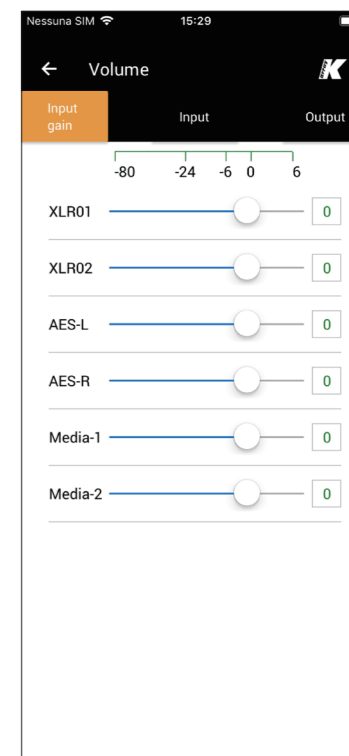 Nessuna SIM 15:29
← Volume K
Input
gain
Input
Output
-80 -24 -6 0 6
XLR01 0
XLR02 0
AES-L 0
AES-R 0
Media-1 0
Media-2 0